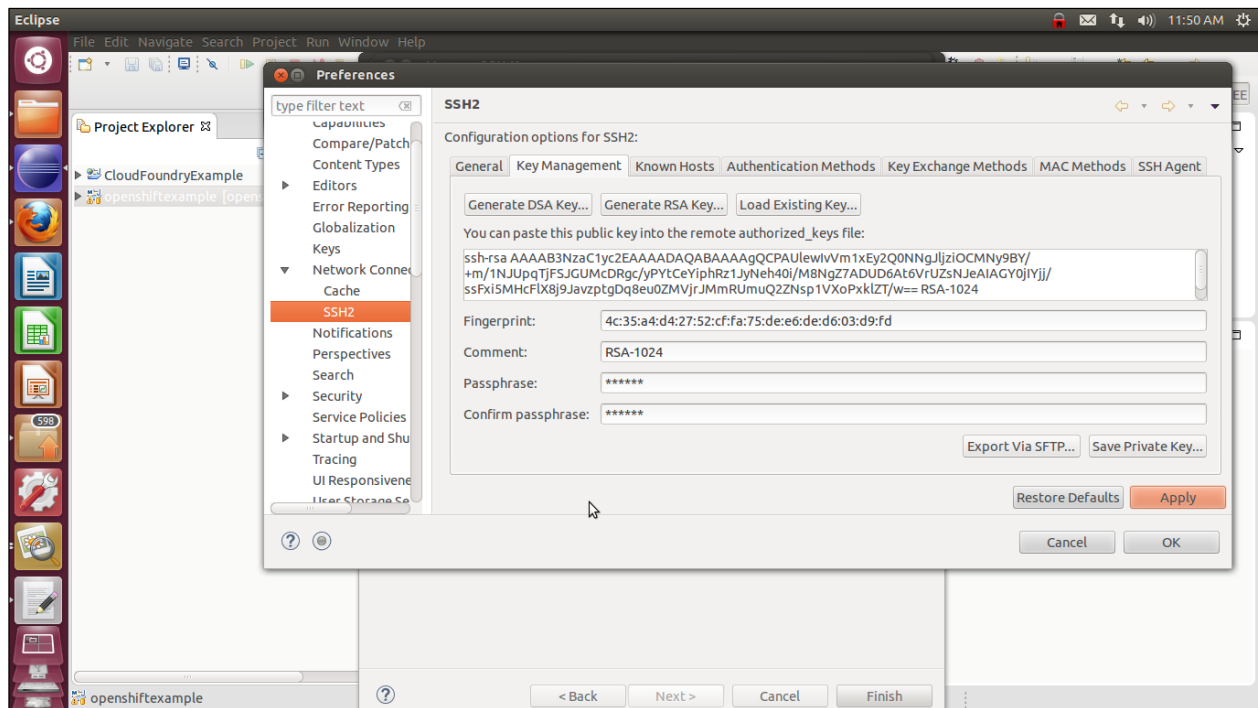 Eclipse
11:50 AM
File Edit Navigate Search Project Run Window Help
Preferences
type filter text
SSH2
EE
Project Explorer
Capabilities
Configuration options for SSH2:
Compare/Patch
General Key Management Known Hosts Authentication Methods Key Exchange Methods MAC Methods SSH Agent
Content Types
CloudFoundryExample
Editors
openshiftexample [opens
Error Reporting
Generate DSA Key... Generate RSA Key... Load Existing Key...
Globalization
You can paste this public key into the remote authorized_keys file:
Keys
ssh-rsa AAAAB3NzaC1yc2EAAAADAQABAAAAgQCPAUlewIvVm1xEy2Q0NNgJljziOCMNy9BY/
Network Connec
+m/1NJUpqTjFSJGUMcDRgc/yPYtCeYiphRz1JyNeh40i/M8NgZ7ADUD6At6VrUZsNJeAIAGY0jIYjj/
Cache
ssFxi5MHcFlX8j9JavzptgDq8eu0ZMVjrJMmRUmuQ2ZNsp1VXoPxklZT/w== RSA-1024
SSH2
Fingerprint: 4c:35:a4:d4:27:52:cf:fa:75:de:e6:de:d6:03:d9:fd
Notifications
Perspectives
Comment: RSA-1024
Search
Passphrase: ******
Security
Service Policies
Confirm passphrase: ******
598
Startup and Shu
Export Via SFTP... Save Private Key...
Tracing
UI Responsivene
User Storage Se
Restore Defaults Apply
Cancel OK
openshiftexample
< Back Next > Cancel Finish